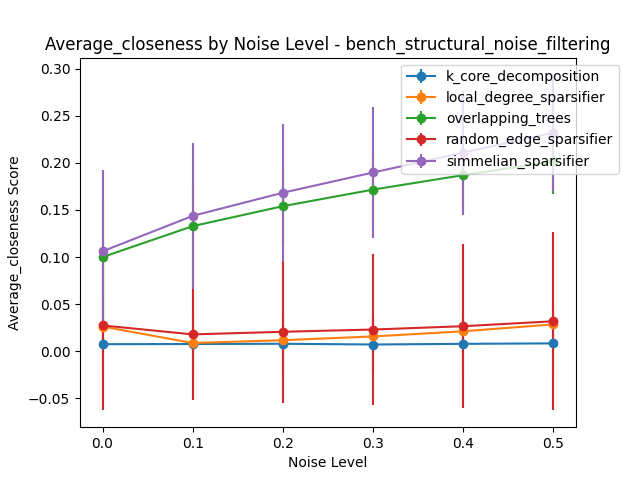 Average_closeness by Noise Level - bench_structural_noise_filtering
k_core_decomposition
local_degree_sparsifier
overlapping_trees
random_edge_sparsifier
simmelian_sparsifier
Average_closeness Score
0.30
0.25
0.20
0.15
0.10
0.05
0.00
−0.05
0.0 0.1 0.2 0.3 0.4 0.5
Noise Level